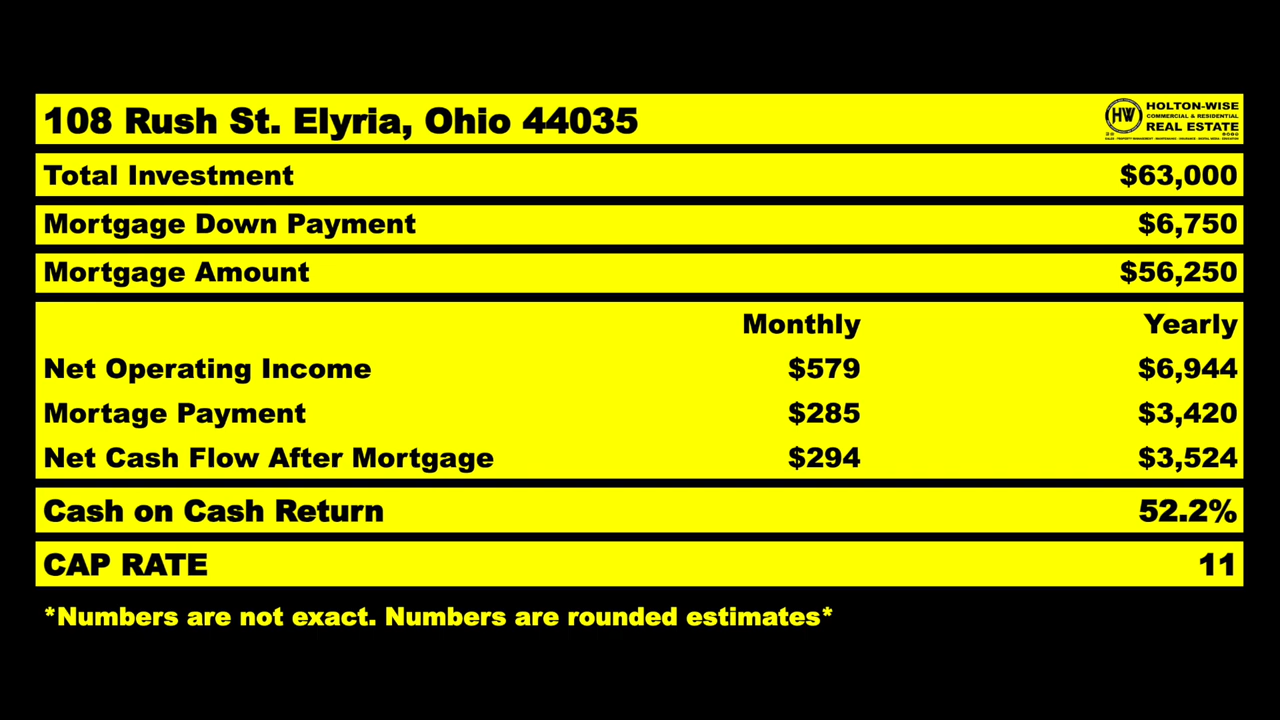 108 Rush St. Elyria, Ohio 44035
HW
HOLTON-WISE
COMMERCIAL & RESIDENTIAL
REAL ESTATE
Total Investment $63,000
Mortgage Down Payment $6,750
Mortgage Amount $56,250
Monthly Yearly
Net Operating Income $579 $6,944
Mortage Payment $285 $3,420
Net Cash Flow After Mortgage $294 $3,524
Cash on Cash Return 52.2%
CAP RATE 11
*Numbers are not exact. Numbers are rounded estimates*